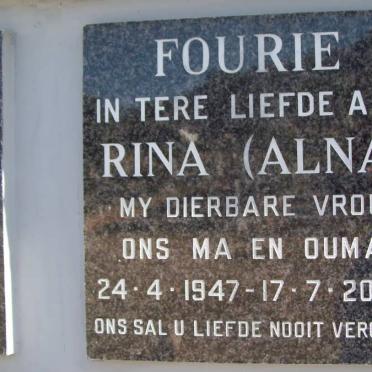 FOURIE
IN TERE LIEFDE A
RINA (ALNA
MY DIERBARE VROU
ONS MA EN OUMA
24·4·1947-17·7·20
ONS SAL U LIEFDE NOOIT VER